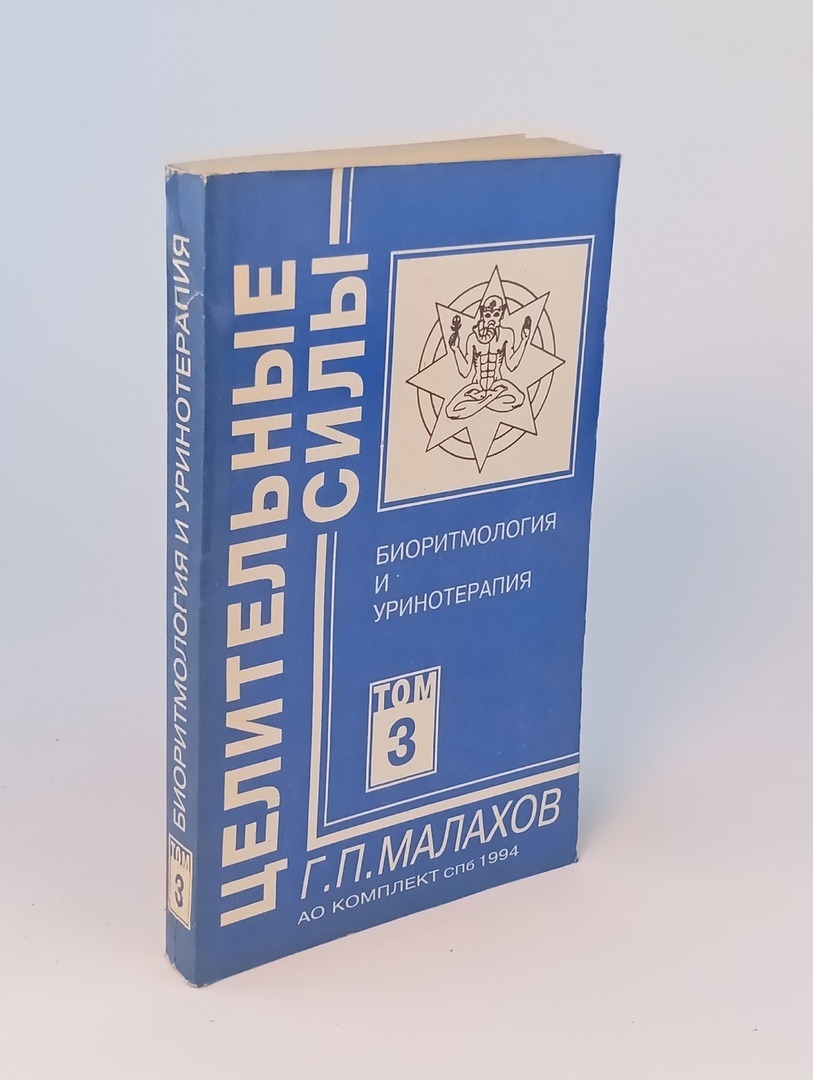 БИОРИТМОЛОГИЯ И УРИНОТЕРАПИЯ
ТОМ
3
ЦЕЛИТЕЛЬНЫЕ
СИЛЫ
БИОРИТМОЛОГИЯ
И
УРИНОТЕРАПИЯ
ТОМ
3
Г.П.МАЛАХОВ
АО КОМПЛЕКТ СПб 1994